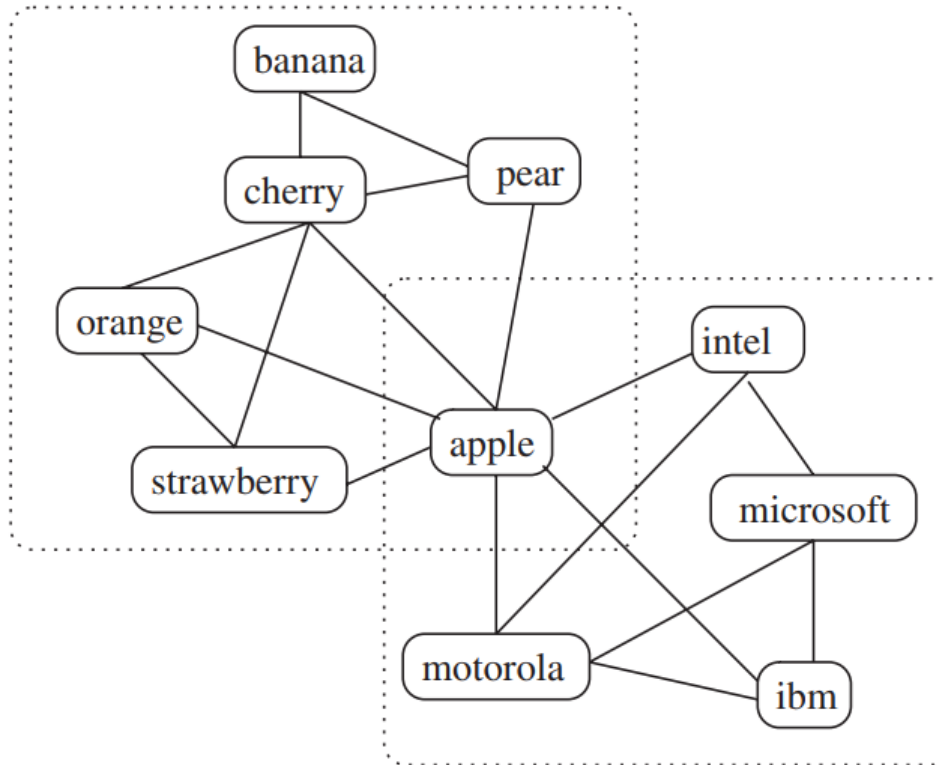 banana
pear
cherry
orange
intel
apple
strawberry
microsoft
motorola
ibm